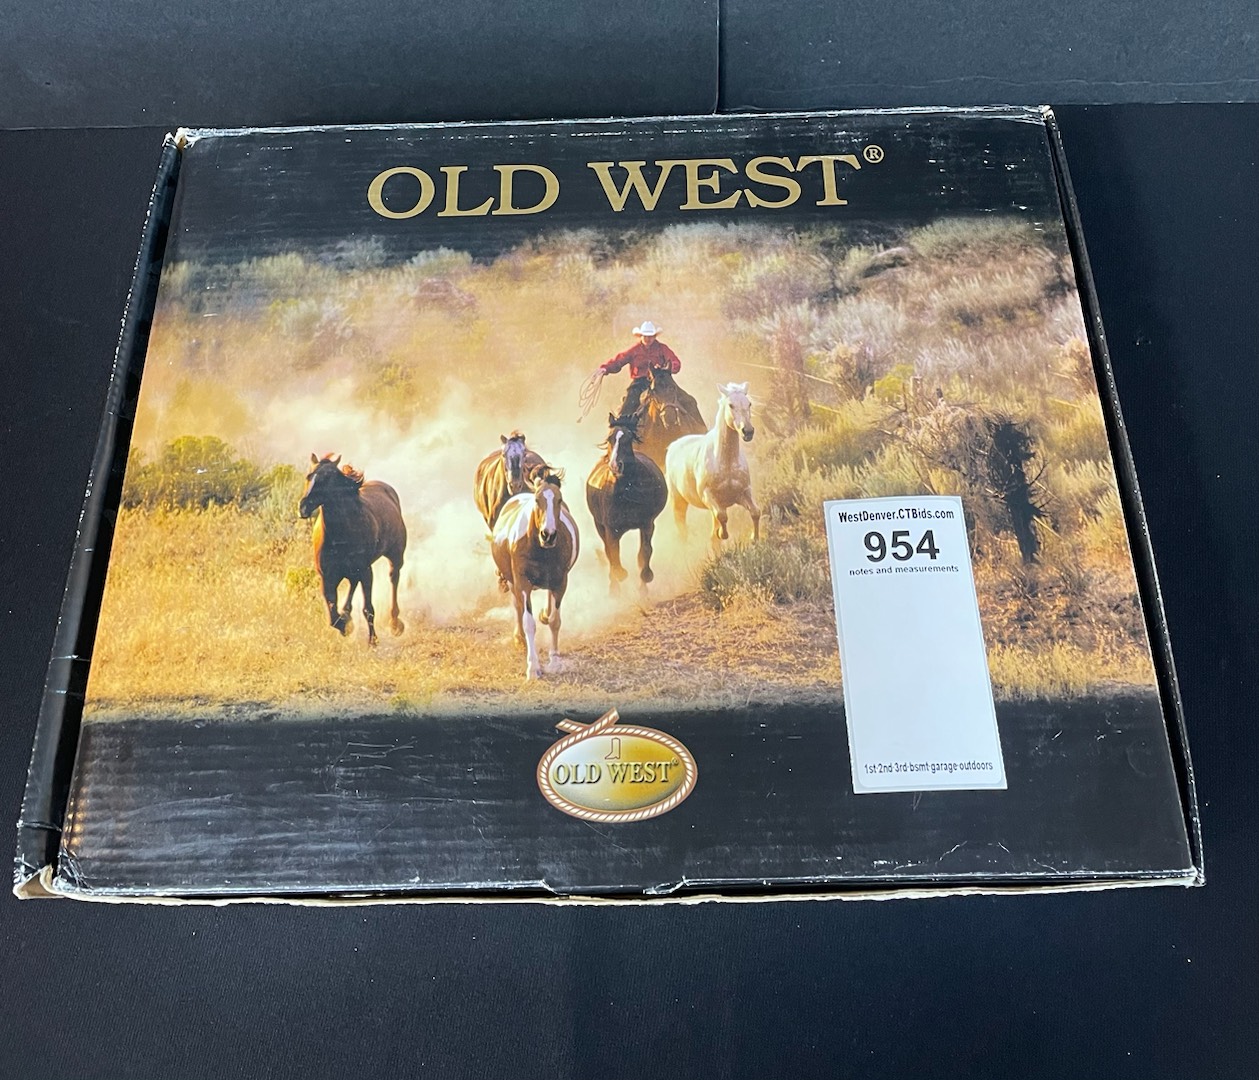 OLD WEST®
WestDenver.CTBids.com
954
notes and measurements
OLD WEST®
1st·2nd·3rd·bsmt·garage·outdoors